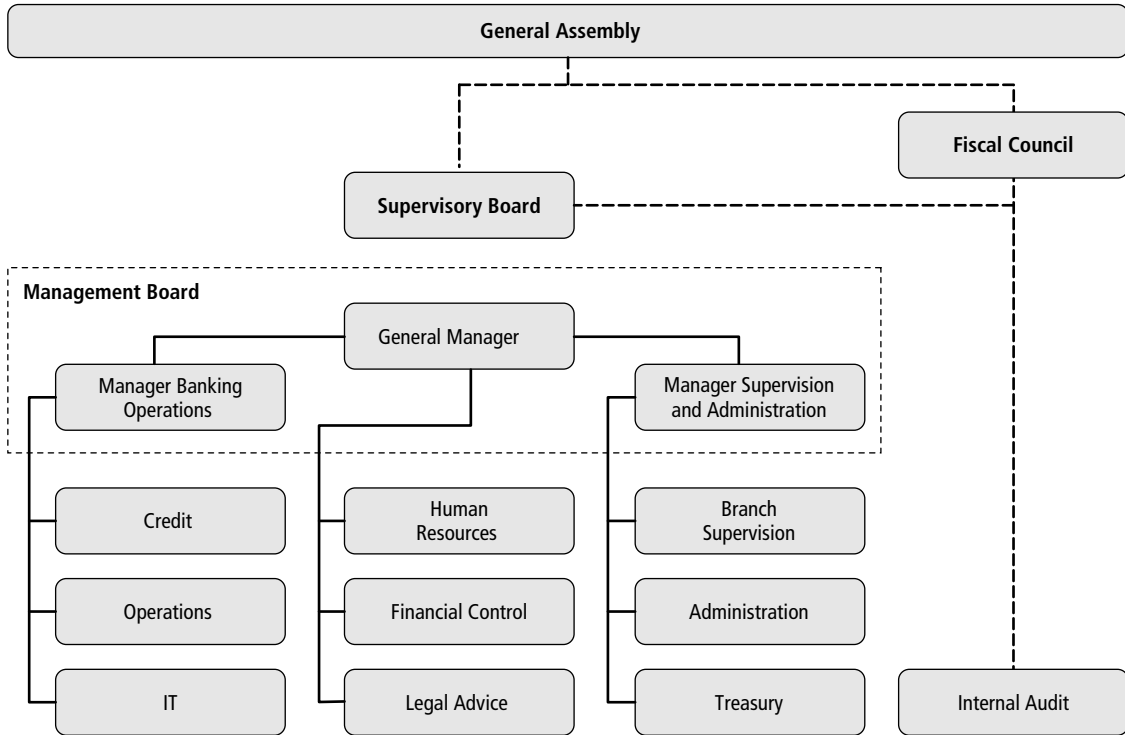 General Assembly
Fiscal Council
Supervisory Board
Management Board
General Manager
Manager Banking
Operations
Manager Supervision
and Administration
Credit
Human
Resources
Branch
Supervision
Operations
Financial Control
Administration
IT
Legal Advice
Treasury
Internal Audit